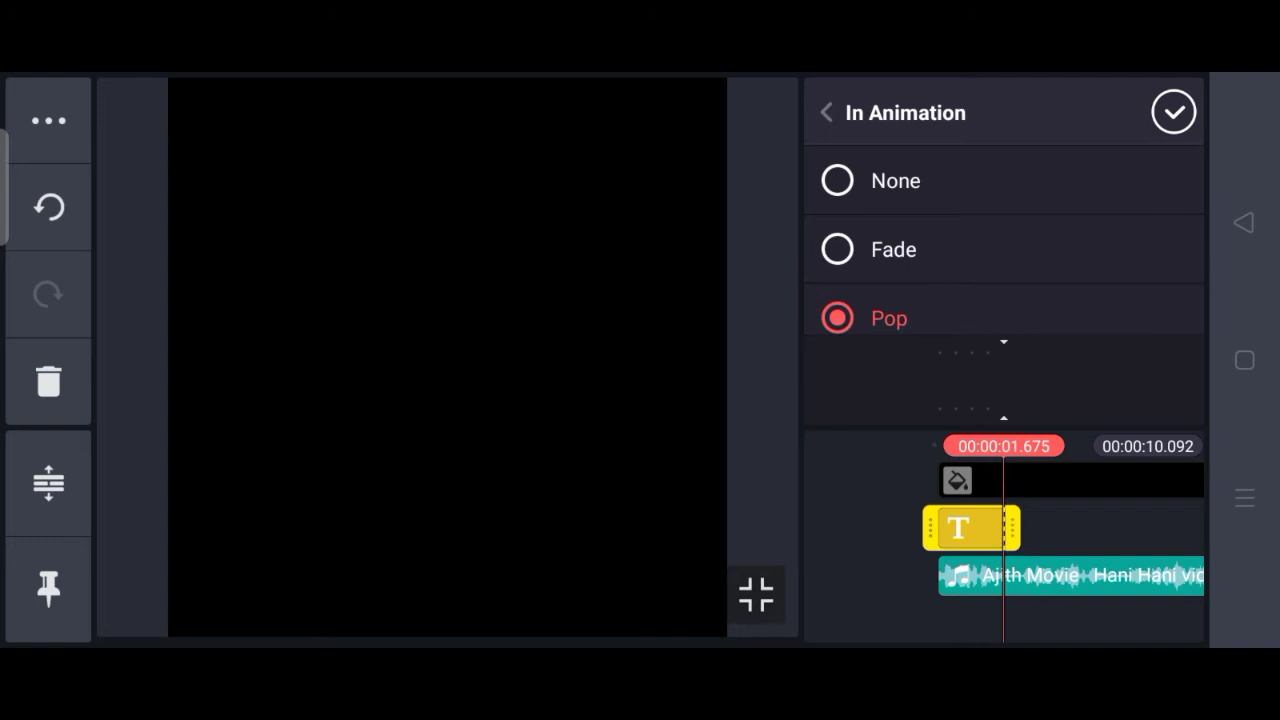 In Animation
None
Fade
Pop
00:00:01.675
00:00:10.092
T
Ajith Movie Hani Hani vid